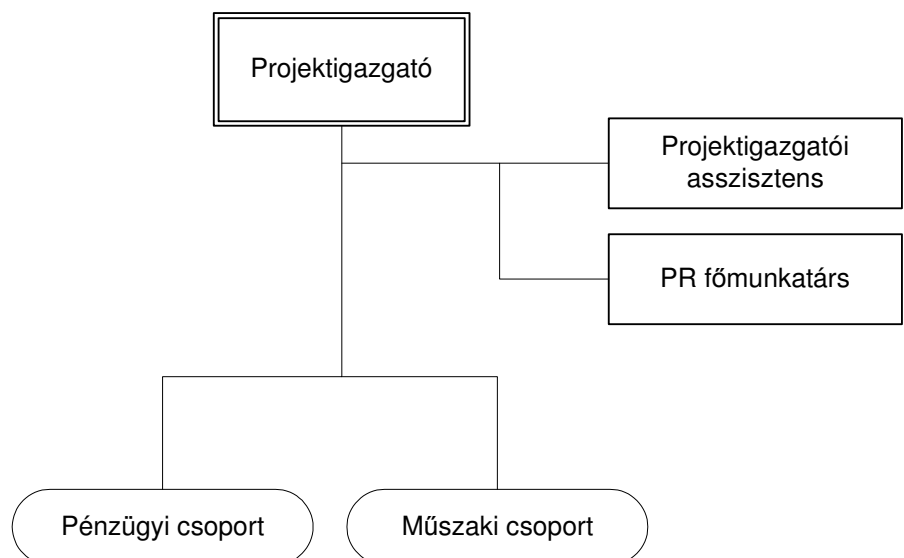 Projektigazgató
Projektigazgatói
asszisztens
PR főmunkatárs
Pénzügyi csoport
Műszaki csoport